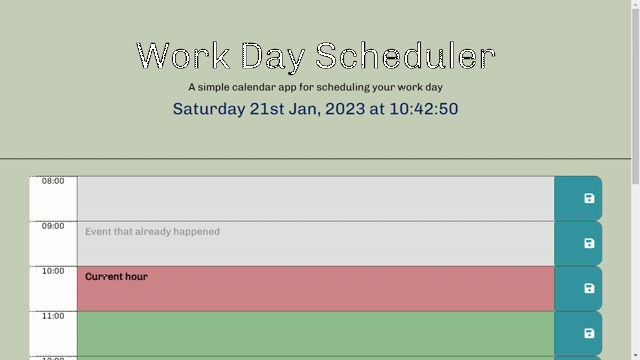 Work Day Scheduler
A simple calendar app for scheduling your work day
Saturday 21st Jan, 2023 at 10:42:50
08:00
09:00
Event that already happened
10:00
Current hour
11:00